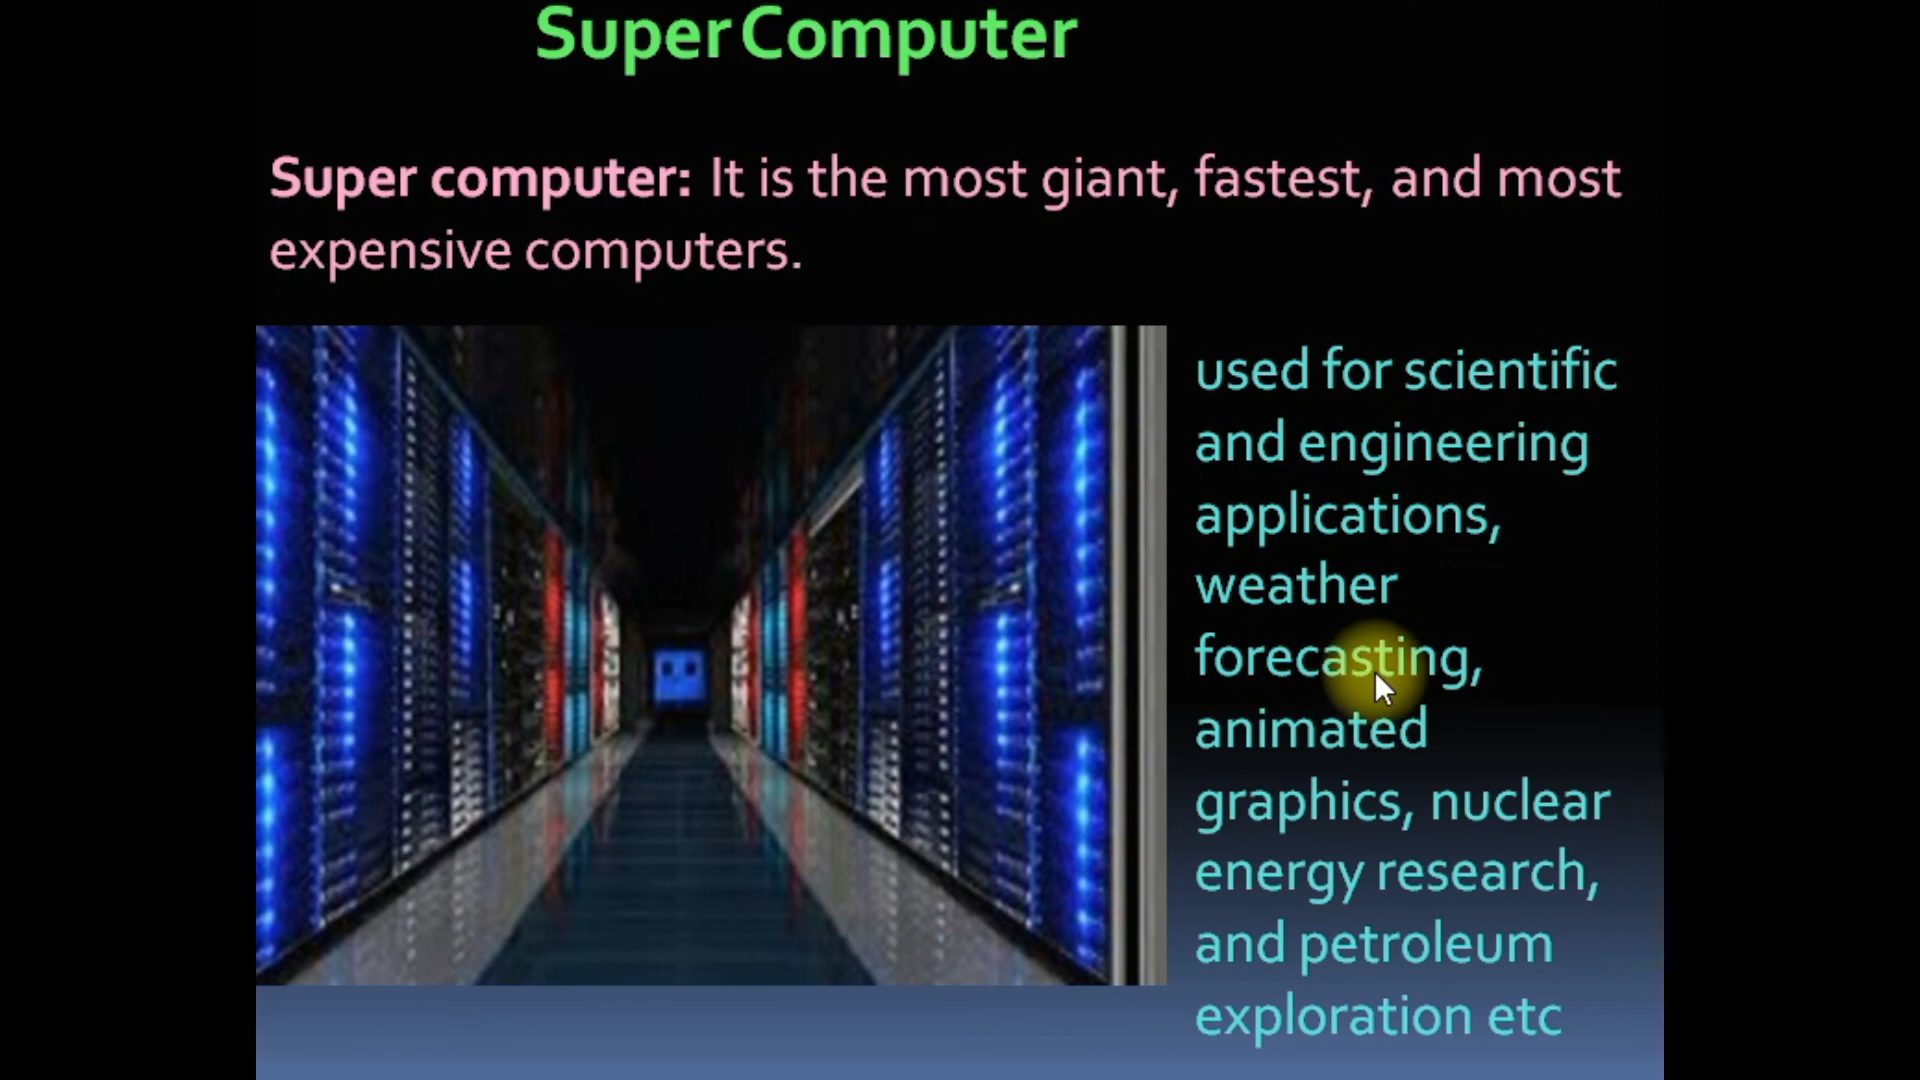 Super Computer
Super computer: It is the most giant, fastest, and most
expensive computers.
used for scientific
and engineering
applications,
weather
forecasting,
animated
graphics, nuclear
energy research,
and petroleum
exploration etc